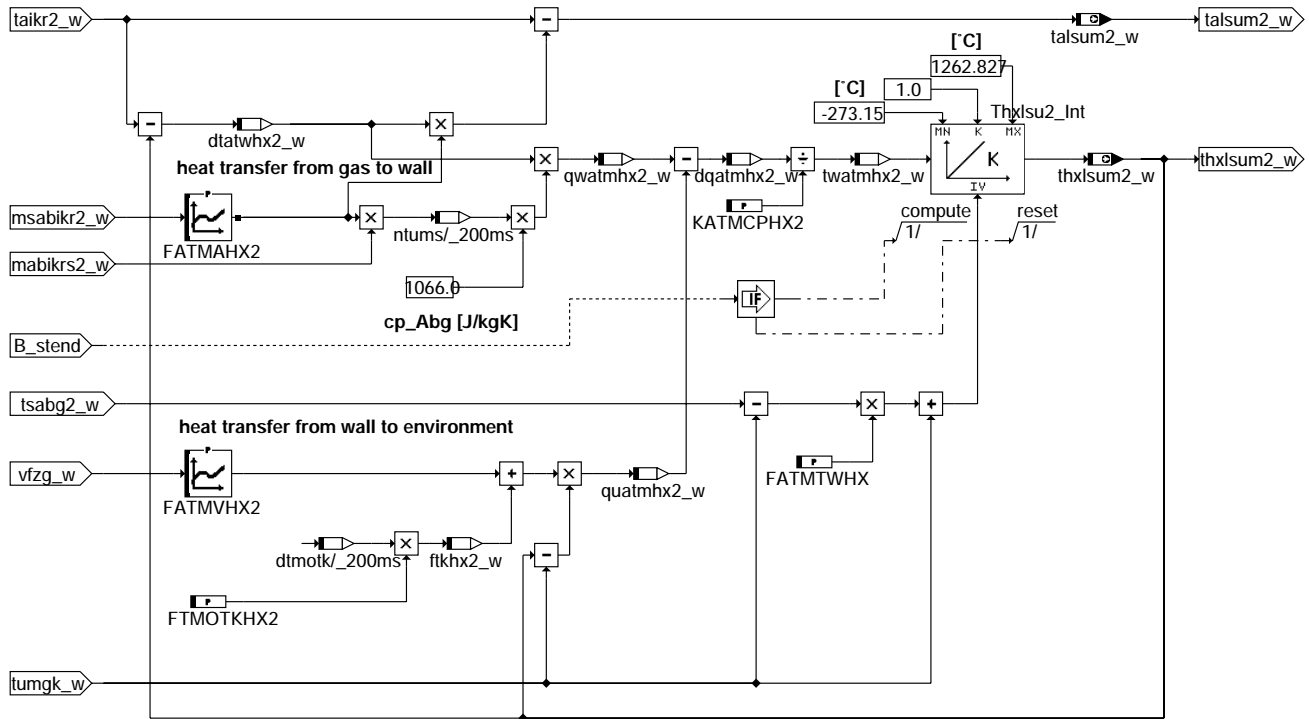 taikr2_w
talsum2_w
talsum2_w
[°C]
1262.827
[°C]
1.0
Thxlsu2_Int
-273.15
MN K MX
dtatwhx2_w
K
heat transfer from gas to wall
qwatmhx2_w
dqatmhx2_w
twatmhx2_w
IV
thxlsum2_w
thxlsum2_w
P
msabikr2_w
P
KATMCPHX2
compute
1/
reset
1/
FATMAHX2
ntums/_200ms
mabikrs2_w
1066.0
IF
cp_Abg [J/kgK]
B_stend
tsabg2_w
heat transfer from wall to environment
P
P
vfzg_w
FATMTWHX
quatmhx2_w
FATMVHX2
dtmotk/_200ms
ftkhx2_w
P
FTMOTKHX2
tumgk_w